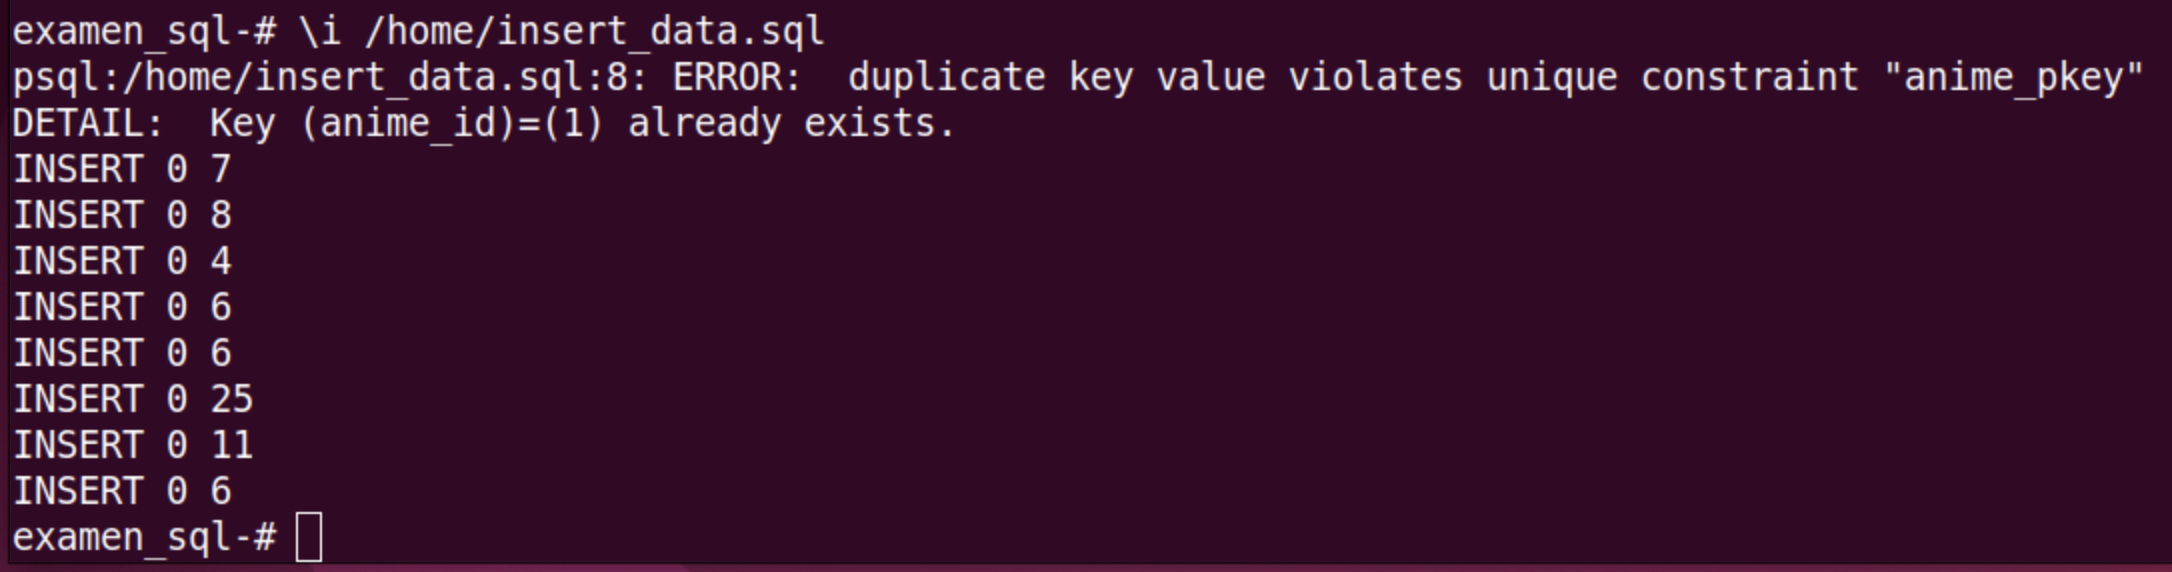 examen_sql-# \i /home/insert_data.sql
psql:/home/insert_data.sql:8: ERROR:  duplicate key value violates unique constraint "anime_pkey"
DETAIL:  Key (anime_id)=(1) already exists.
INSERT 0 7
INSERT 0 8
INSERT 0 4
INSERT 0 6
INSERT 0 6
INSERT 0 25
INSERT 0 11
INSERT 0 6
examen_sql-#